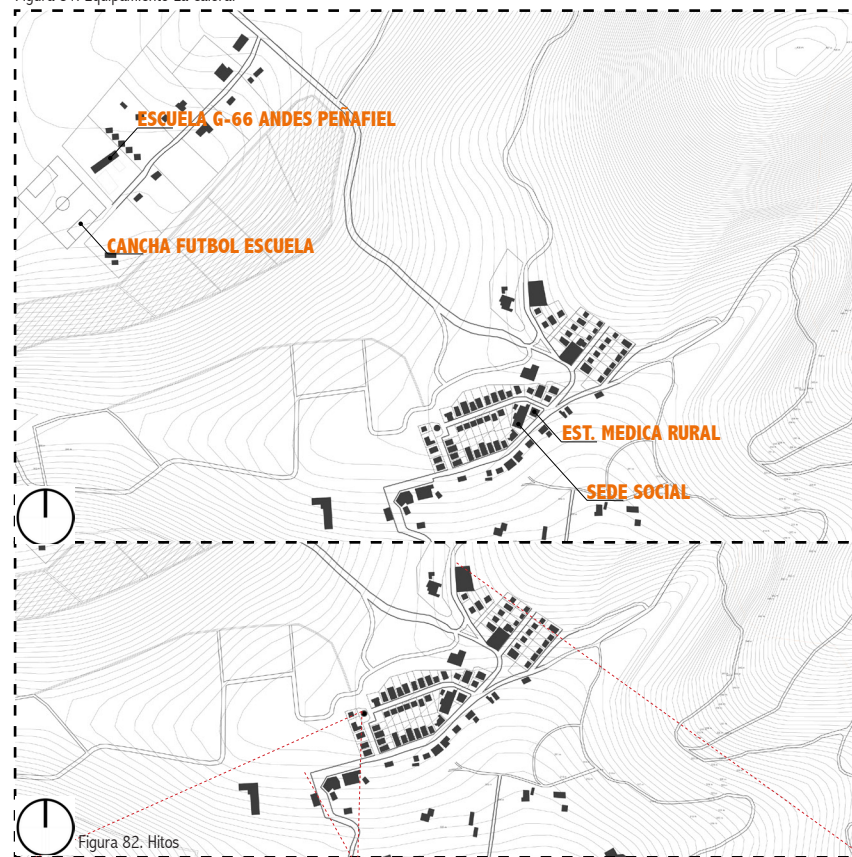 ESCUELA G-66 ANDES PEÑAFIEL
CANCHA FUTBOL ESCUELA
EST. MEDICA RURAL
SEDE SOCIAL
Figura 82. Hitos